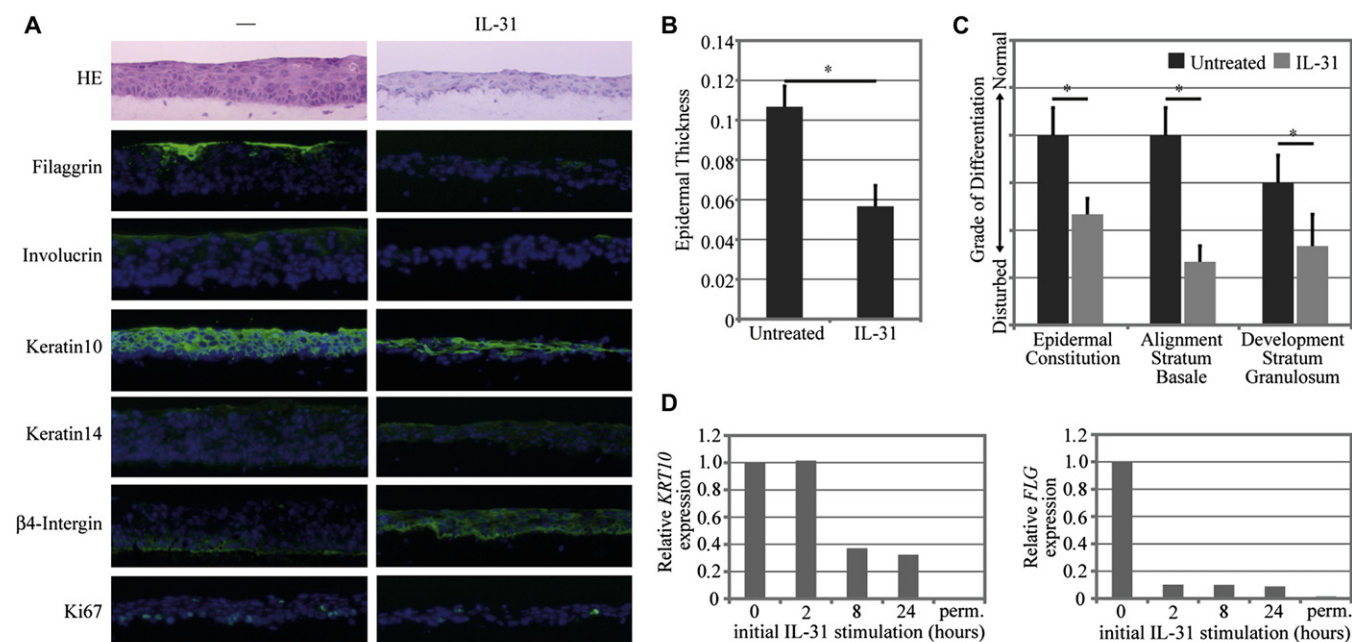 A
— IL-31
HE
Filaggrin
Involucrin
Keratin10
Keratin14
β4-Intergin
Ki67
B
0.14
0.12
0.1
0.08
0.06
0.04
0.02
0
Epidermal Thickness
*
Untreated IL-31
C
Untreated IL-31
Normal
Disturbed
Grade of Differentiation
* * *
Epidermal
Constitution
Alignment
Stratum
Basale
Development
Stratum
Granulosum
D
Relative KRT10
expression
1.2
1.0
0.8
0.6
0.4
0.2
0
0 2 8 24 perm.
initial IL-31 stimulation (hours)
Relative FLG
expression
1.2
1.0
0.8
0.6
0.4
0.2
0
0 2 8 24 perm.
initial IL-31 stimulation (hours)